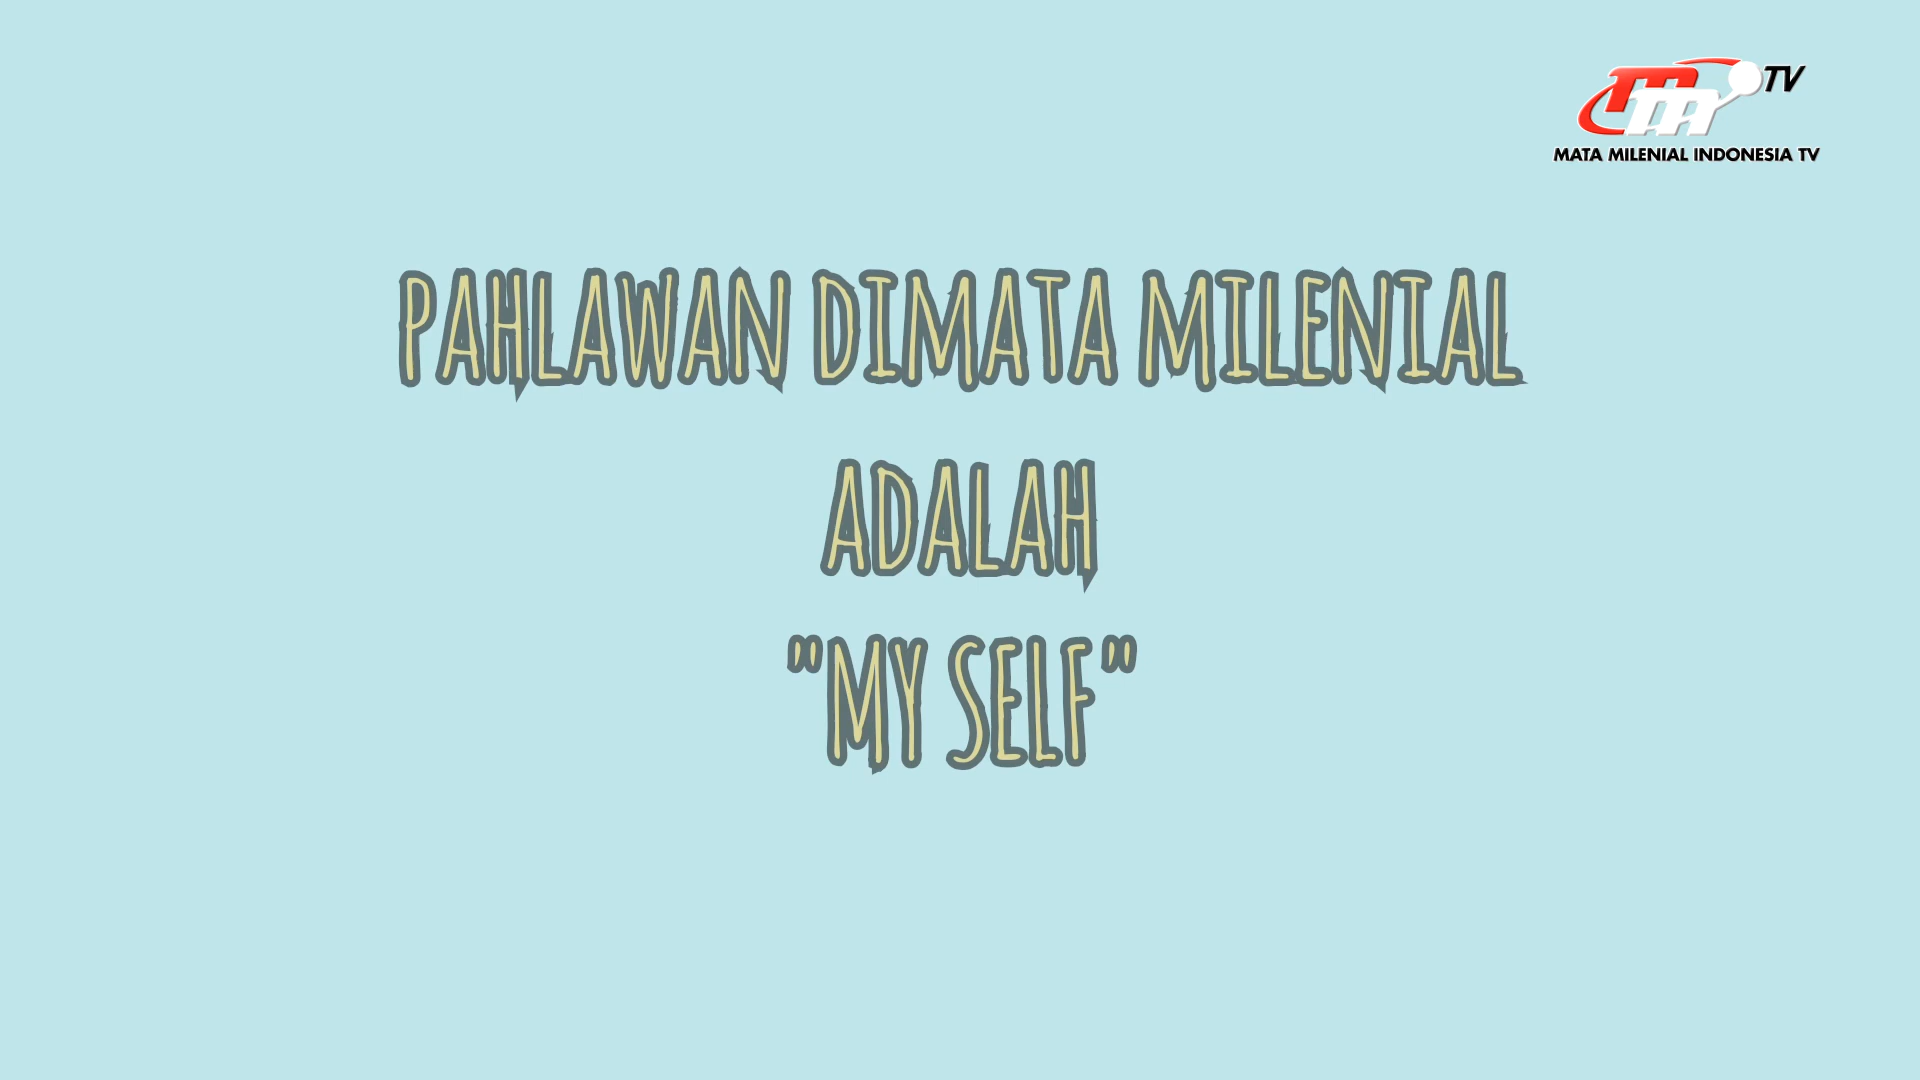 TV
MATA MILENIAL INDONESIA TV
PAHLAWAN DIMATA MILENIAL
ADALAH
"MY SELF"